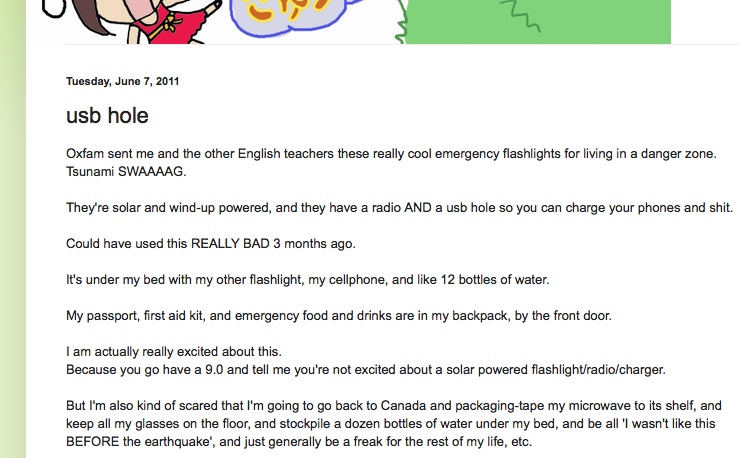 Tuesday, June 7, 2011
usb hole
Oxfam sent me and the other English teachers these really cool emergency flashlights for living in a danger zone.
Tsunami SWAAAAG.
They're solar and wind-up powered, and they have a radio AND a usb hole so you can charge your phones and shit.
Could have used this REALLY BAD 3 months ago.
It's under my bed with my other flashlight, my cellphone, and like 12 bottles of water.
My passport, first aid kit, and emergency food and drinks are in my backpack, by the front door.
I am actually really excited about this.
Because you go have a 9.0 and tell me you're not excited about a solar powered flashlight/radio/charger.
But I'm also kind of scared that I'm going to go back to Canada and packaging-tape my microwave to its shelf, and
keep all my glasses on the floor, and stockpile a dozen bottles of water under my bed, and be all 'I wasn't like this
BEFORE the earthquake', and just generally be a freak for the rest of my life, etc.